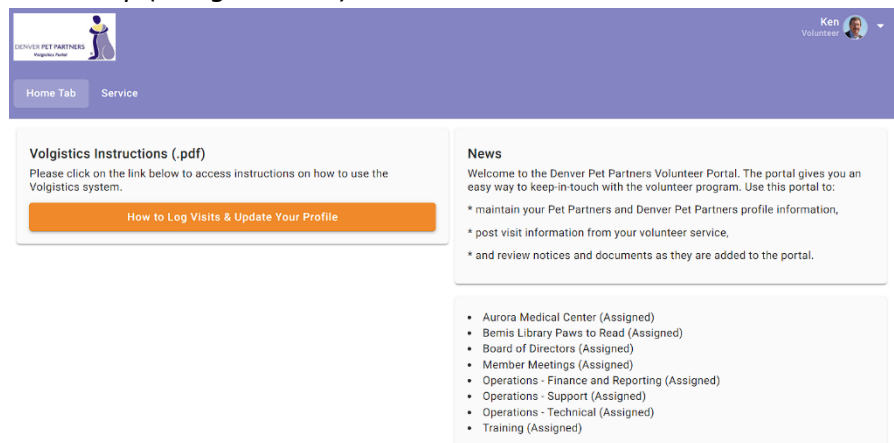 DENVER PET PARTNERS
Volgistics Portal
Ken
Volunteer
Home Tab
Service
Volgistics Instructions (.pdf)
Please click on the link below to access instructions on how to use the
Volgistics system.
How to Log Visits & Update Your Profile
News
Welcome to the Denver Pet Partners Volunteer Portal. The portal gives you an
easy way to keep-in-touch with the volunteer program. Use this portal to:
* maintain your Pet Partners and Denver Pet Partners profile information,
* post visit information from your volunteer service,
* and review notices and documents as they are added to the portal.
• Aurora Medical Center (Assigned)
• Bemis Library Paws to Read (Assigned)
• Board of Directors (Assigned)
• Member Meetings (Assigned)
• Operations - Finance and Reporting (Assigned)
• Operations - Support (Assigned)
• Operations - Technical (Assigned)
• Training (Assigned)